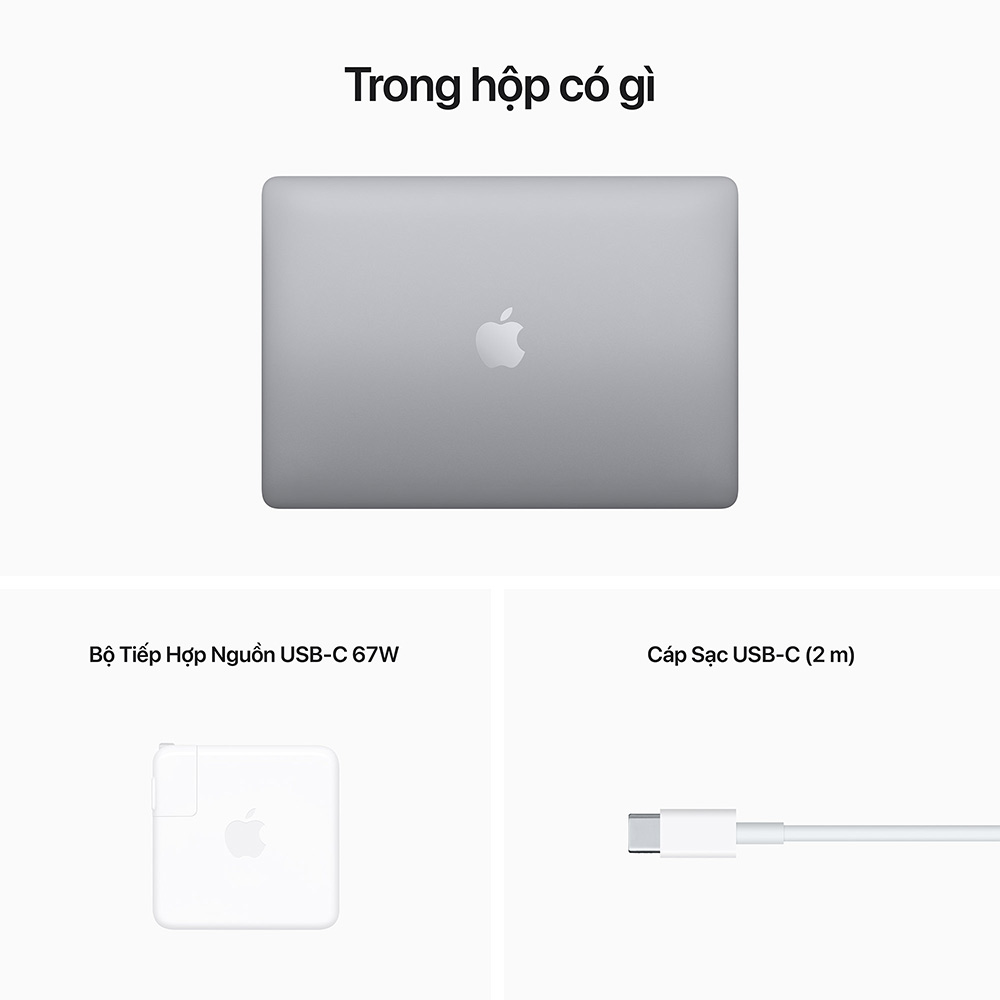 Trong hộp có gì
Bộ Tiếp Hợp Nguồn USB-C 67W
Cáp Sạc USB-C (2 m)